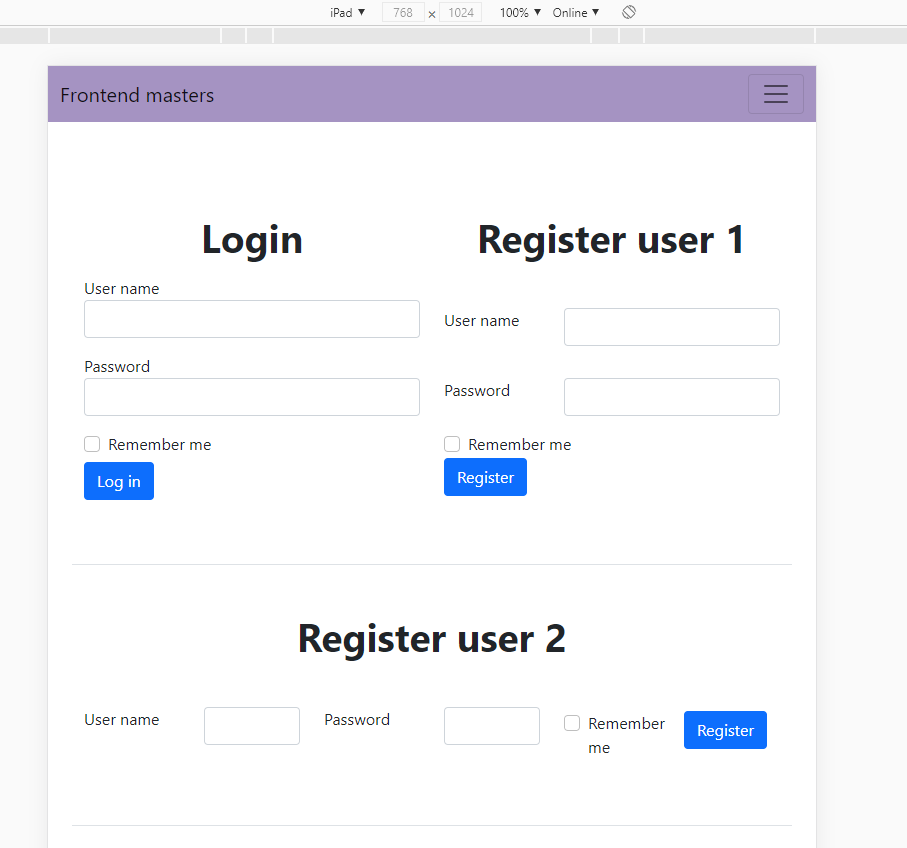 iPad ▼ 768 × 1024 100% ▼ Online ▼
Frontend masters
Login
User name
Password
Remember me
Log in
Register user 1
User name
Password
Remember me
Register
Register user 2
User name
Password
Remember
me
Register